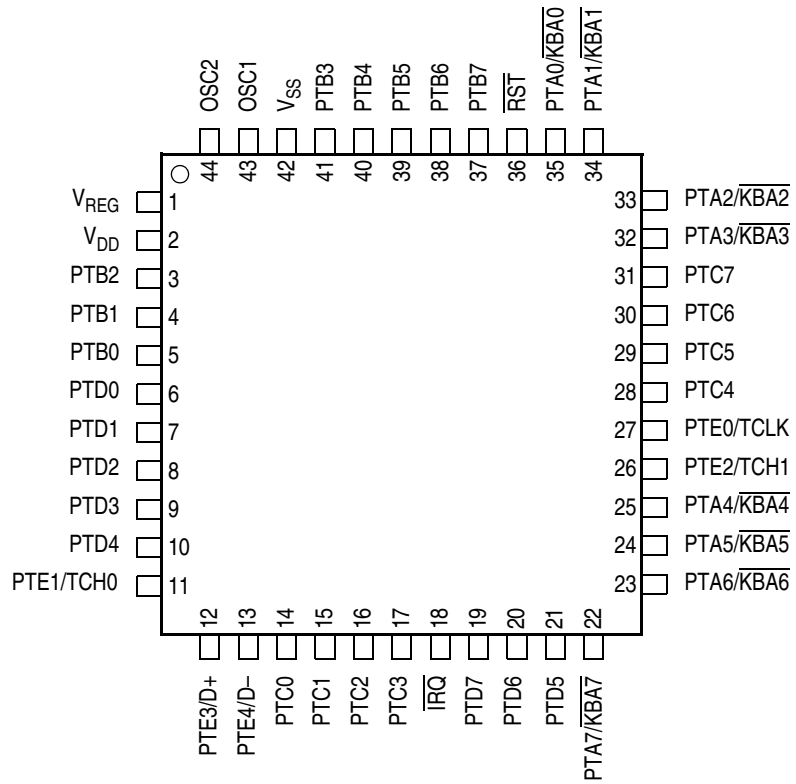 OSC2
OSC1
VSS
PTB3
PTB4
PTB5
PTB6
PTB7
RST
PTA0/KBA0
PTA1/KBA1
44
43
42
41
40
39
38
37
36
35
34
VREG 1
VDD 2
PTB2 3
PTB1 4
PTB0 5
PTD0 6
PTD1 7
PTD2 8
PTD3 9
PTD4 10
PTE1/TCH0 11
33 PTA2/KBA2
32 PTA3/KBA3
31 PTC7
30 PTC6
29 PTC5
28 PTC4
27 PTE0/TCLK
26 PTE2/TCH1
25 PTA4/KBA4
24 PTA5/KBA5
23 PTA6/KBA6
12
13
14
15
16
17
18
19
20
21
22
PTE3/D+
PTE4/D–
PTC0
PTC1
PTC2
PTC3
IRQ
PTD7
PTD6
PTD5
PTA7/KBA7